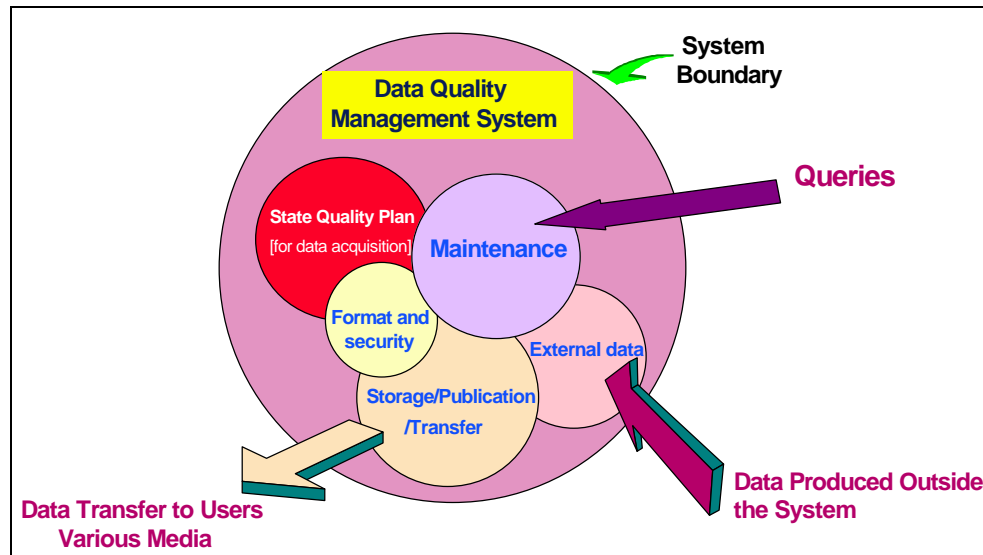 System
Boundary
Data Quality
Management System
Queries
State Quality Plan
[for data acquisition]
Maintenance
Format and
security
External data
Storage/Publication
/Transfer
Data Transfer to Users
Various Media
Data Produced Outside
the System